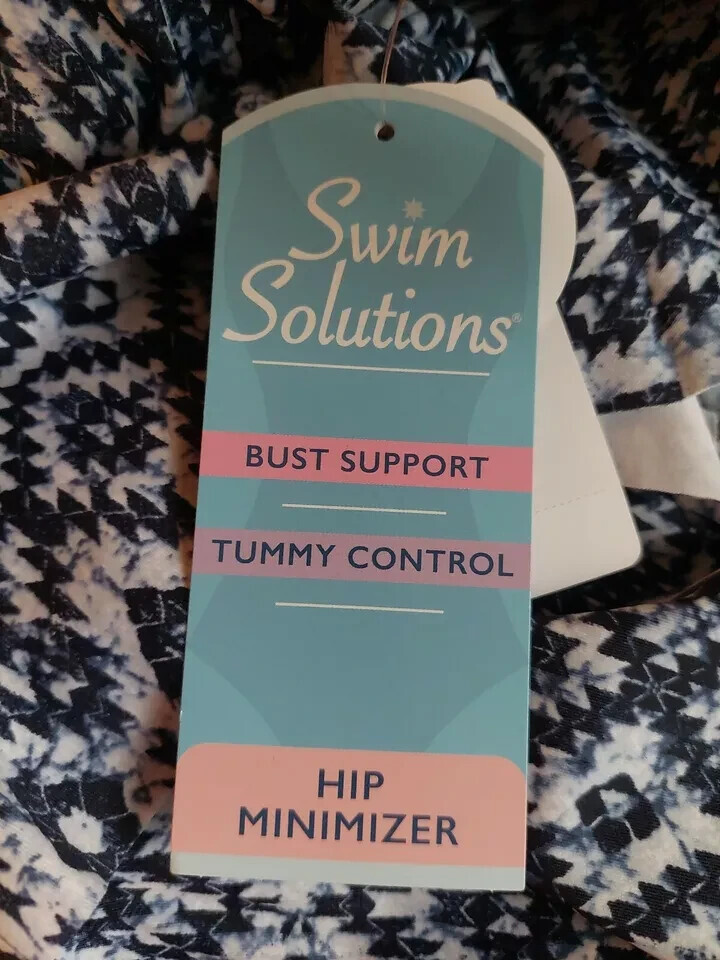 Swim
Solutions®
BUST SUPPORT
TUMMY CONTROL
HIP
MINIMIZER